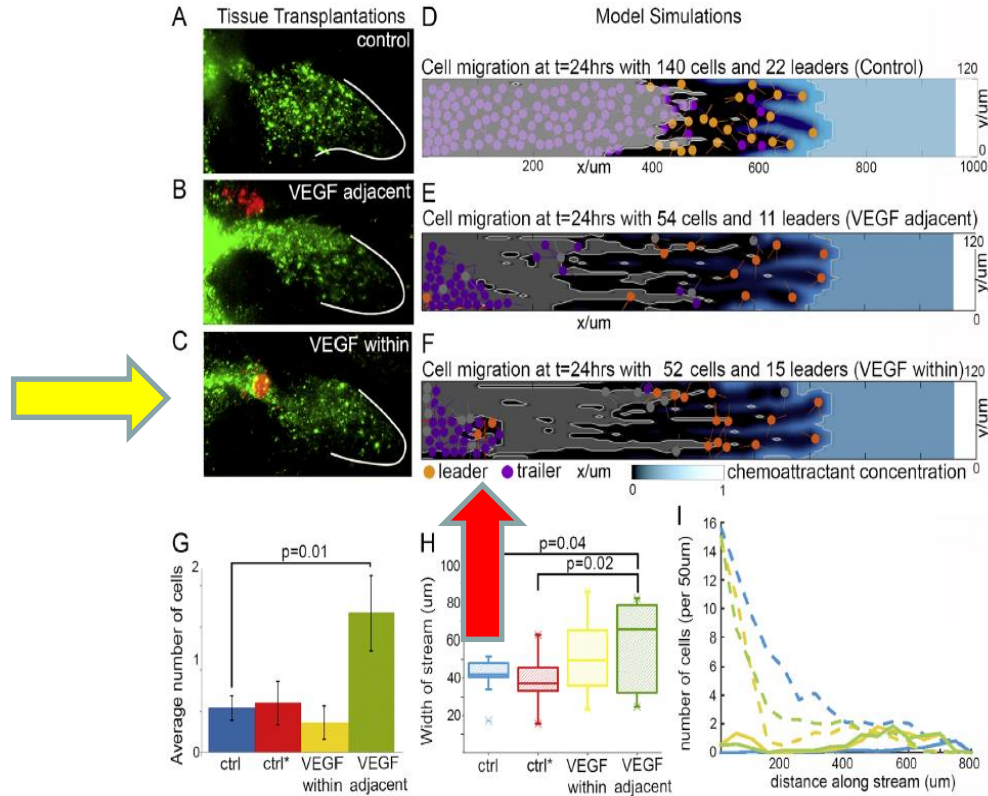 Tissue Transplantations
Model Simulations
A
control
D
Cell migration at t=24hrs with 140 cells and 22 leaders (Control)
120
y/um
0
200
400
600
800
1000
x/um
B
VEGF adjacent
E
Cell migration at t=24hrs with 54 cells and 11 leaders (VEGF adjacent)
120
y/um
0
x/um
C
VEGF within
F
Cell migration at t=24hrs with 52 cells and 15 leaders (VEGF within)
120
y/um
0
leader
trailer
x/um
chemoattractant concentration
0
1
G
p=0.01
Average number of cells
2
1
0
ctrl
ctrl*
VEGF within
VEGF adjacent
H
p=0.04
p=0.02
Width of stream (um)
100
80
60
40
20
ctrl
ctrl*
VEGF within
VEGF adjacent
I
number of cells (per 50um)
16
14
12
10
8
6
4
2
0
0
200
400
600
800
distance along stream (um)